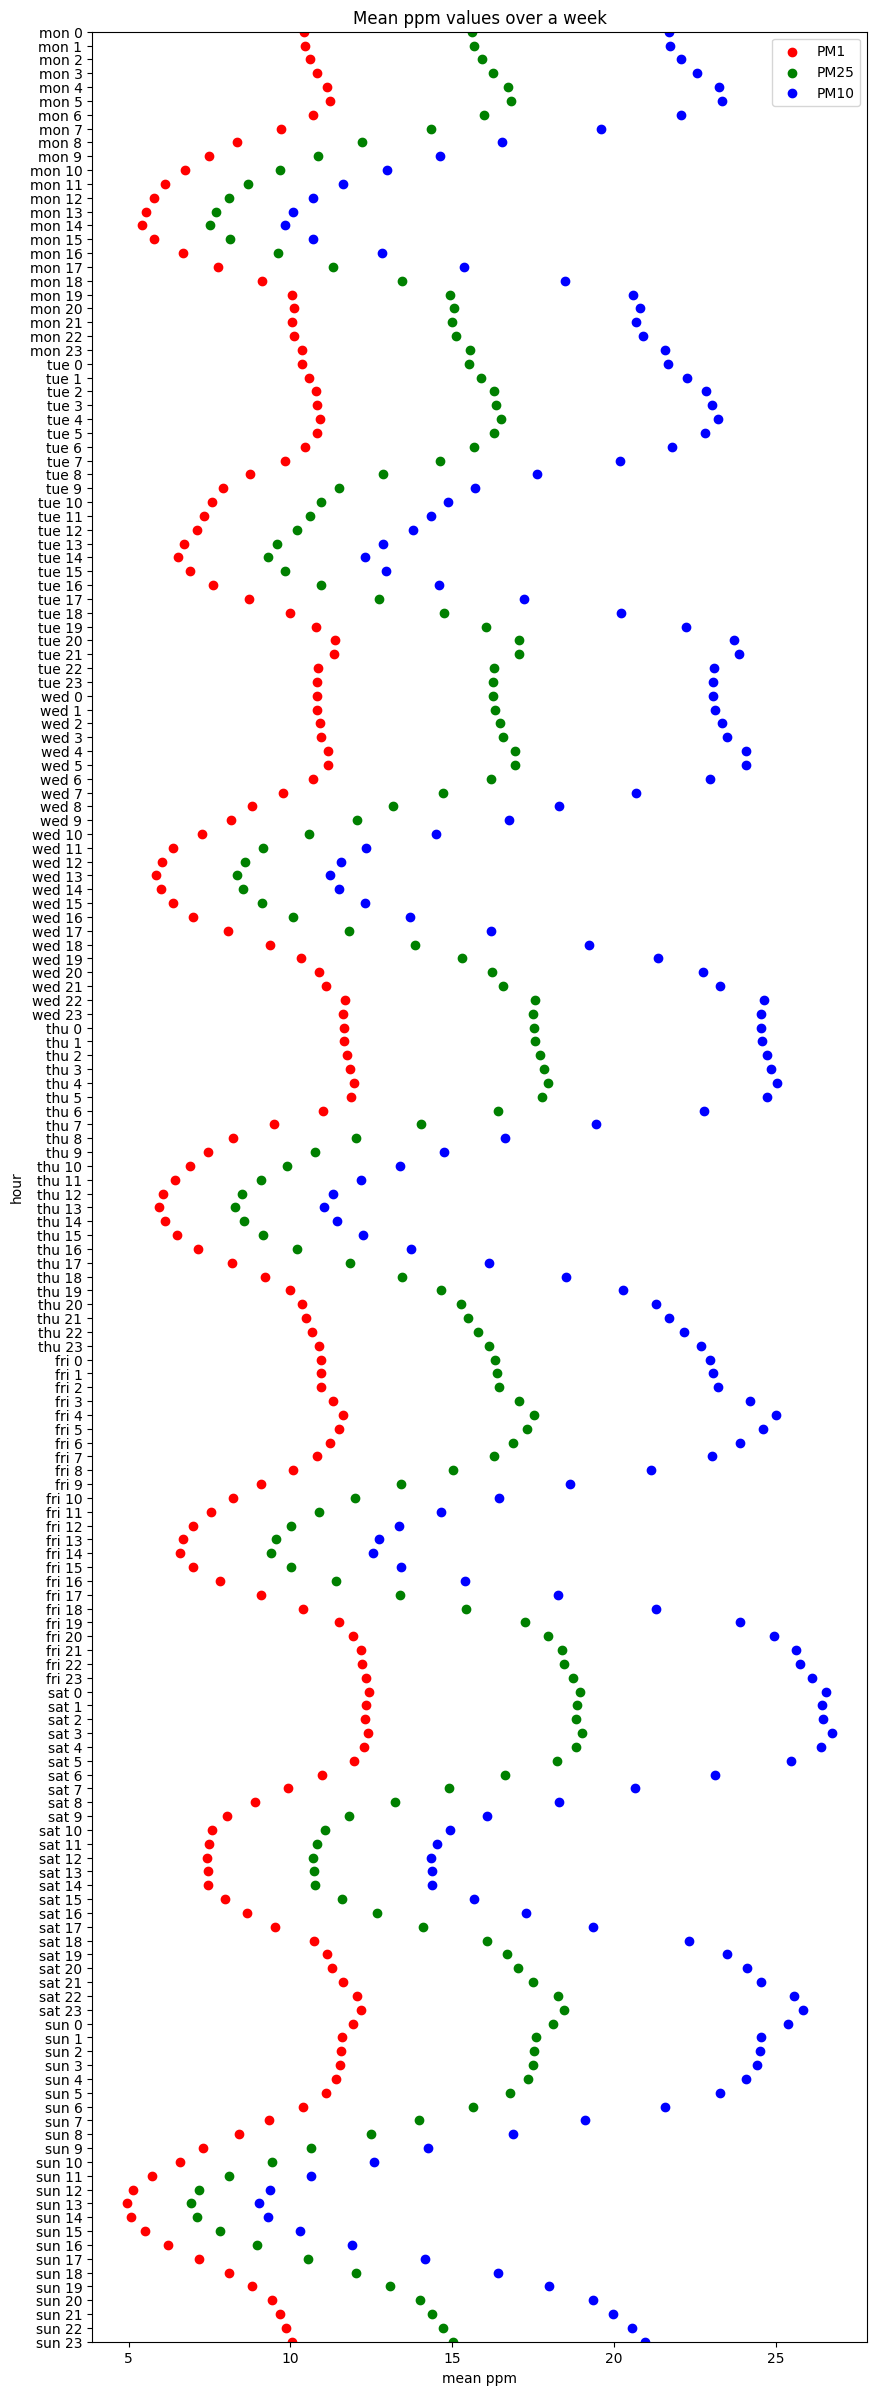 Mean ppm values over a week
PM1
PM25
PM10
mon 0
mon 1
mon 2
mon 3
mon 4
mon 5
mon 6
mon 7
mon 8
mon 9
mon 10
mon 11
mon 12
mon 13
mon 14
mon 15
mon 16
mon 17
mon 18
mon 19
mon 20
mon 21
mon 22
mon 23
tue 0
tue 1
tue 2
tue 3
tue 4
tue 5
tue 6
tue 7
tue 8
tue 9
tue 10
tue 11
tue 12
tue 13
tue 14
tue 15
tue 16
tue 17
tue 18
tue 19
tue 20
tue 21
tue 22
tue 23
wed 0
wed 1
wed 2
wed 3
wed 4
wed 5
wed 6
wed 7
wed 8
wed 9
wed 10
wed 11
wed 12
wed 13
wed 14
wed 15
wed 16
wed 17
wed 18
wed 19
wed 20
wed 21
wed 22
wed 23
thu 0
thu 1
thu 2
thu 3
thu 4
thu 5
thu 6
thu 7
thu 8
thu 9
thu 10
thu 11
thu 12
thu 13
thu 14
thu 15
thu 16
thu 17
thu 18
thu 19
thu 20
thu 21
thu 22
thu 23
fri 0
fri 1
fri 2
fri 3
fri 4
fri 5
fri 6
fri 7
fri 8
fri 9
fri 10
fri 11
fri 12
fri 13
fri 14
fri 15
fri 16
fri 17
fri 18
fri 19
fri 20
fri 21
fri 22
fri 23
sat 0
sat 1
sat 2
sat 3
sat 4
sat 5
sat 6
sat 7
sat 8
sat 9
sat 10
sat 11
sat 12
sat 13
sat 14
sat 15
sat 16
sat 17
sat 18
sat 19
sat 20
sat 21
sat 22
sat 23
sun 0
sun 1
sun 2
sun 3
sun 4
sun 5
sun 6
sun 7
sun 8
sun 9
sun 10
sun 11
sun 12
sun 13
sun 14
sun 15
sun 16
sun 17
sun 18
sun 19
sun 20
sun 21
sun 22
sun 23
hour
5 10 15 20 25
mean ppm